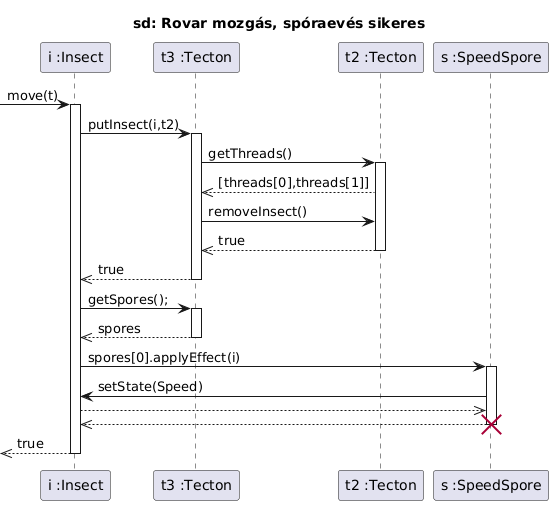 sd: Rovar mozgás, spóraevés sikeres
i :Insect
t3 :Tecton
t2 :Tecton
s :SpeedSpore
move(t)
putInsect(i,t2)
getThreads()
[threads[0],threads[1]]
removeInsect()
true
true
getSpores();
spores
spores[0].applyEffect(i)
setState(Speed)
true
i :Insect
t3 :Tecton
t2 :Tecton
s :SpeedSpore